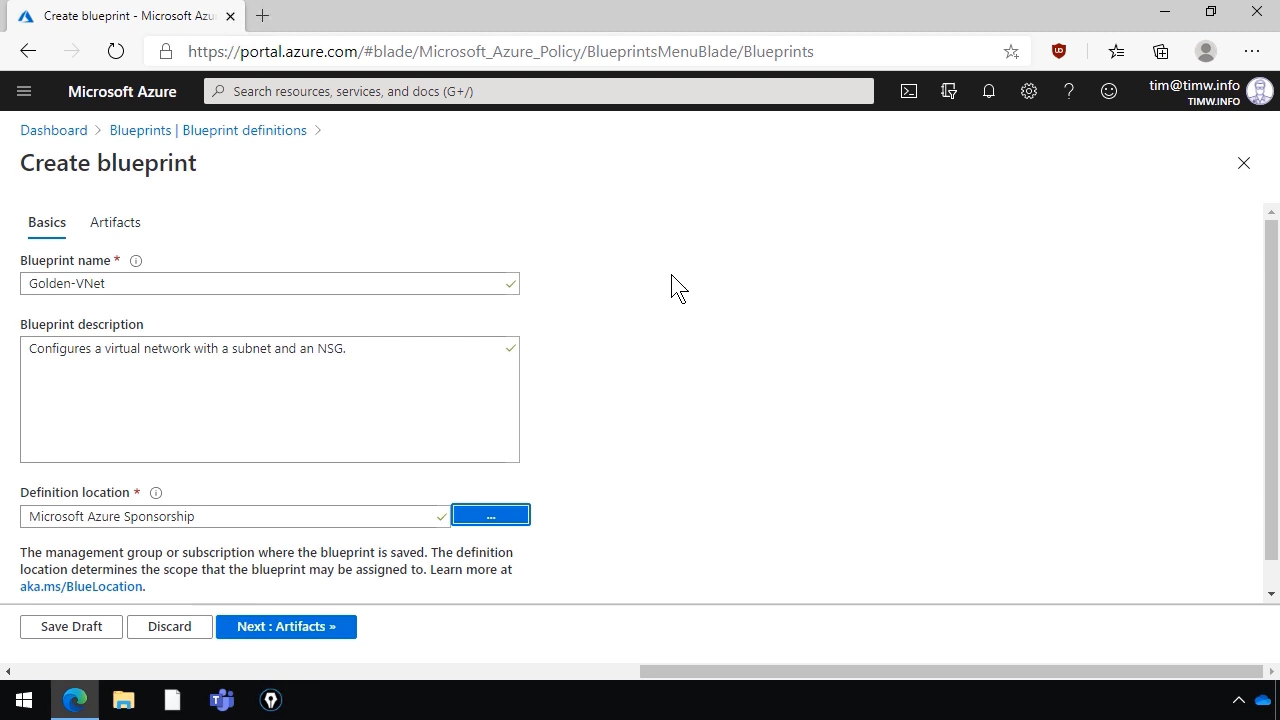 Create blueprint - Microsoft Azu
https://portal.azure.com/#blade/Microsoft_Azure_Policy/BlueprintsMenuBlade/Blueprints
UD
Microsoft Azure
Search resources, services, and docs (G+/)
tim@timw.info
TIMW.INFO
Dashboard > Blueprints | Blueprint definitions >
Create blueprint
Basics Artifacts
Blueprint name *
Golden-VNet
Blueprint description
Configures a virtual network with a subnet and an NSG.
Definition location *
Microsoft Azure Sponsorship
...
The management group or subscription where the blueprint is saved. The definition
location determines the scope that the blueprint may be assigned to. Learn more at
aka.ms/BlueLocation.
Save Draft Discard Next : Artifacts »